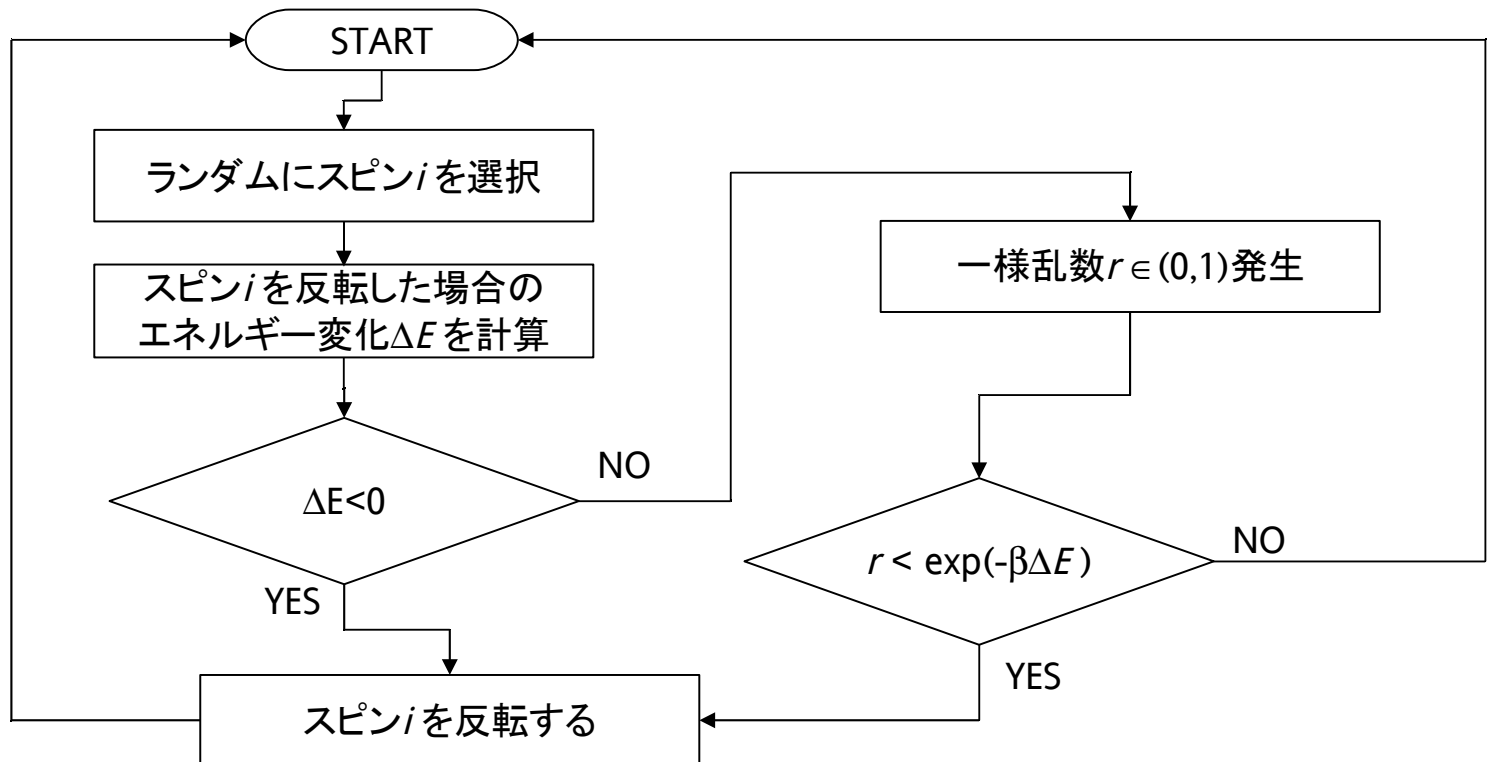 START
ランダムにスピンiを選択
スピンiを反転した場合の
エネルギー変化ΔEを計算
ΔE<0
NO
YES
一様乱数r∈(0,1)発生
r < exp(-βΔE)
NO
YES
スピンiを反転する